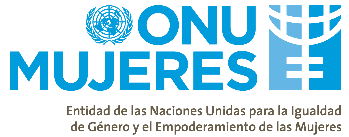 ONU
MUJERES
Entidad de las Naciones Unidas para la Igualdad
de Género y el Empoderamiento de las Mujeres